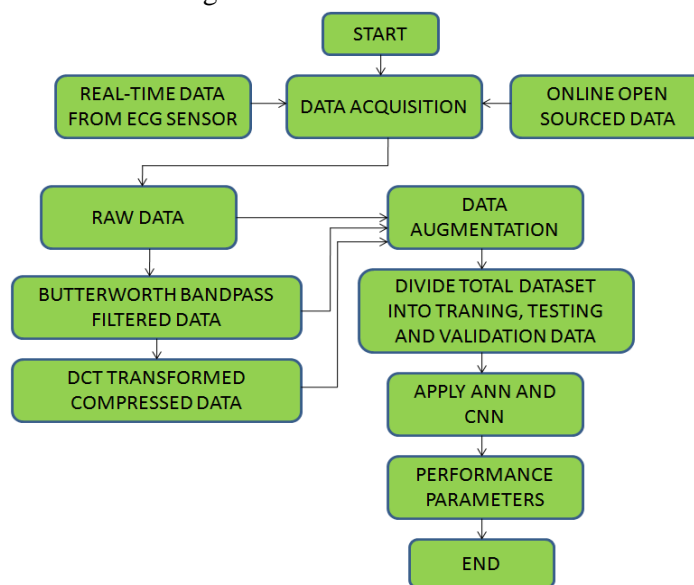 START
REAL-TIME DATA
FROM ECG SENSOR
DATA ACQUISITION
ONLINE OPEN
SOURCED DATA
RAW DATA
DATA
AUGMENTATION
BUTTERWORTH BANDPASS
FILTERED DATA
DIVIDE TOTAL DATASET
INTO TRANING, TESTING
AND VALIDATION DATA
DCT TRANSFORMED
COMPRESSED DATA
APPLY ANN AND
CNN
PERFORMANCE
PARAMETERS
END